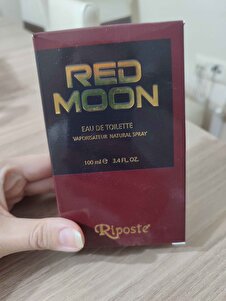 RED
MOON
EAU DE TOILETTE
VAPORISATEUR NATURAL SPRAY
100 ml e 3.4 FL. OZ.
Riposte